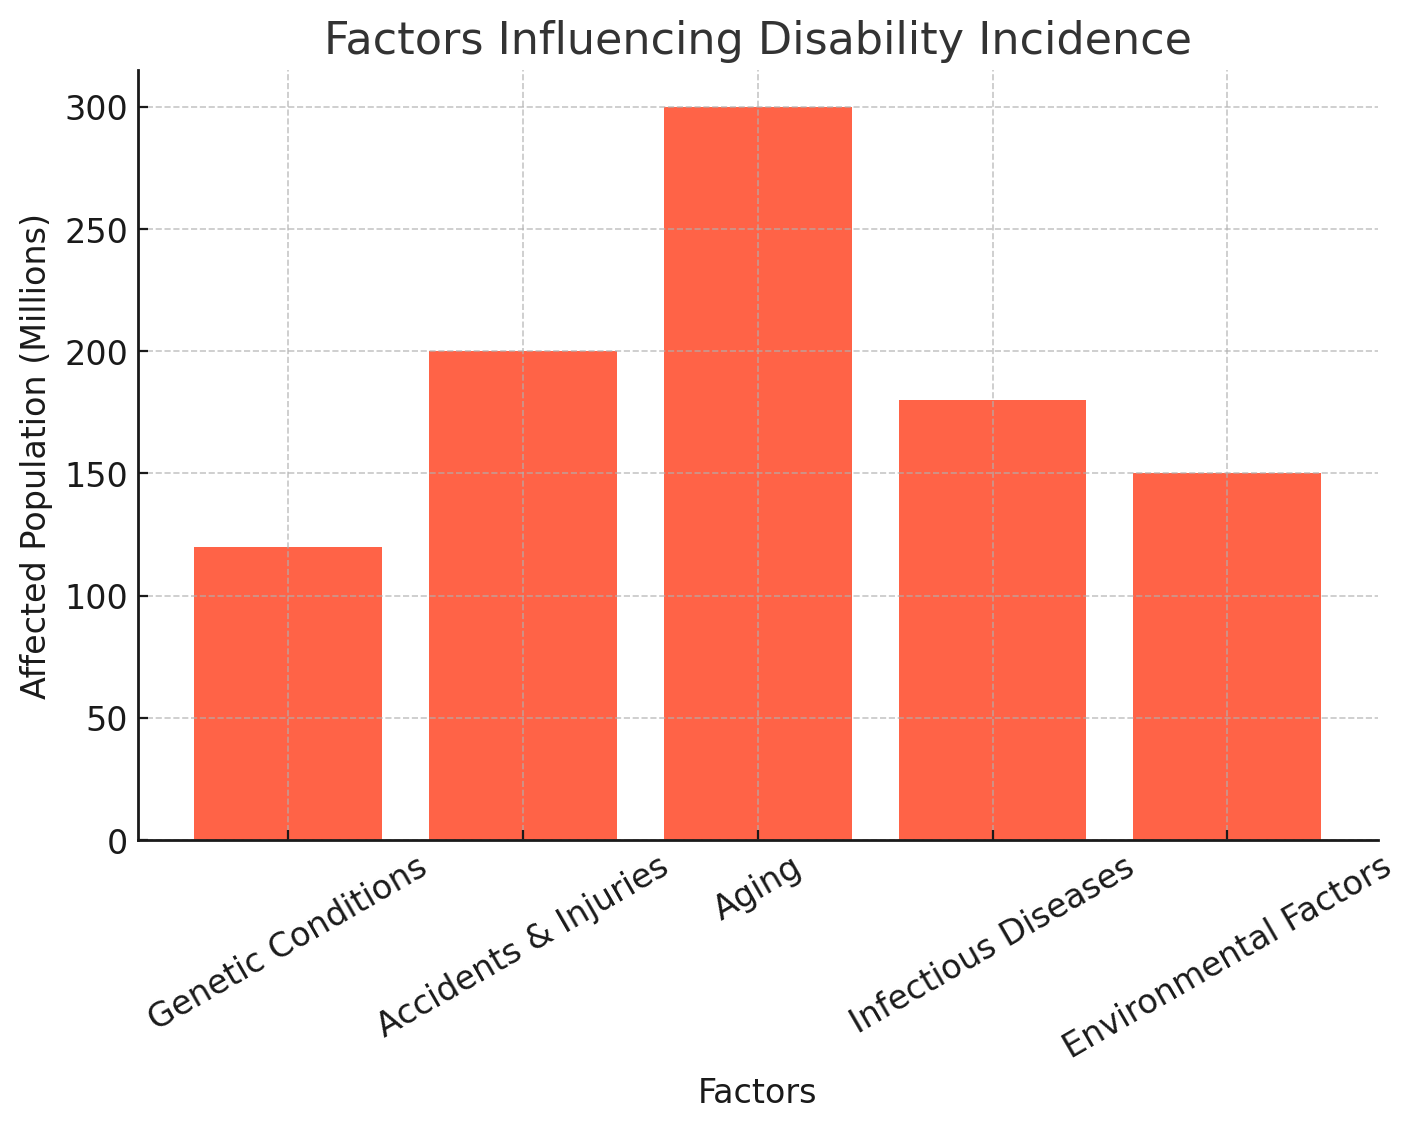 Factors Influencing Disability Incidence
Affected Population (Millions)
300
250
200
150
100
50
0
Genetic Conditions
Accidents & Injuries
Aging
Infectious Diseases
Environmental Factors
Factors